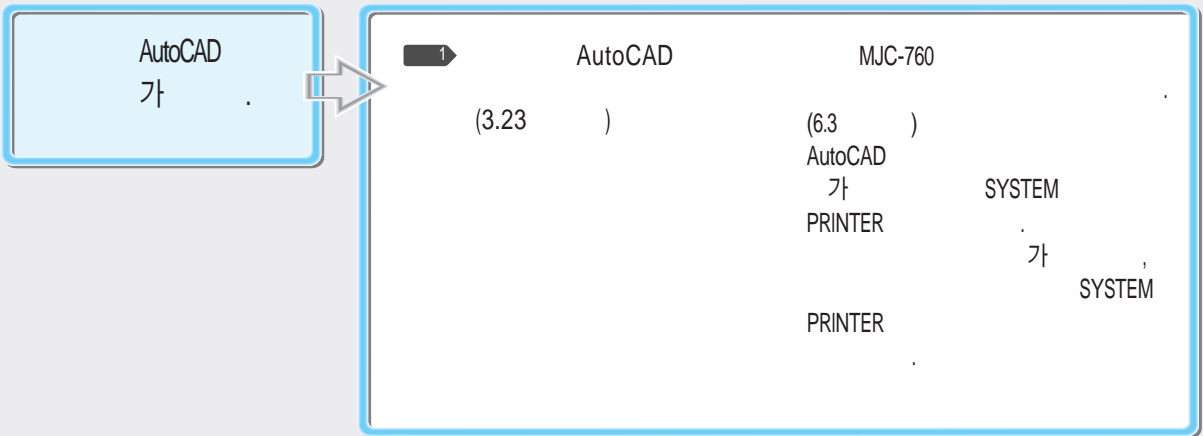 AutoCAD
가 .
1 AutoCAD MJC-760
.
(3.23 ) (6.3 )
AutoCAD
가 SYSTEM
PRINTER .
가 ,
SYSTEM
PRINTER
.